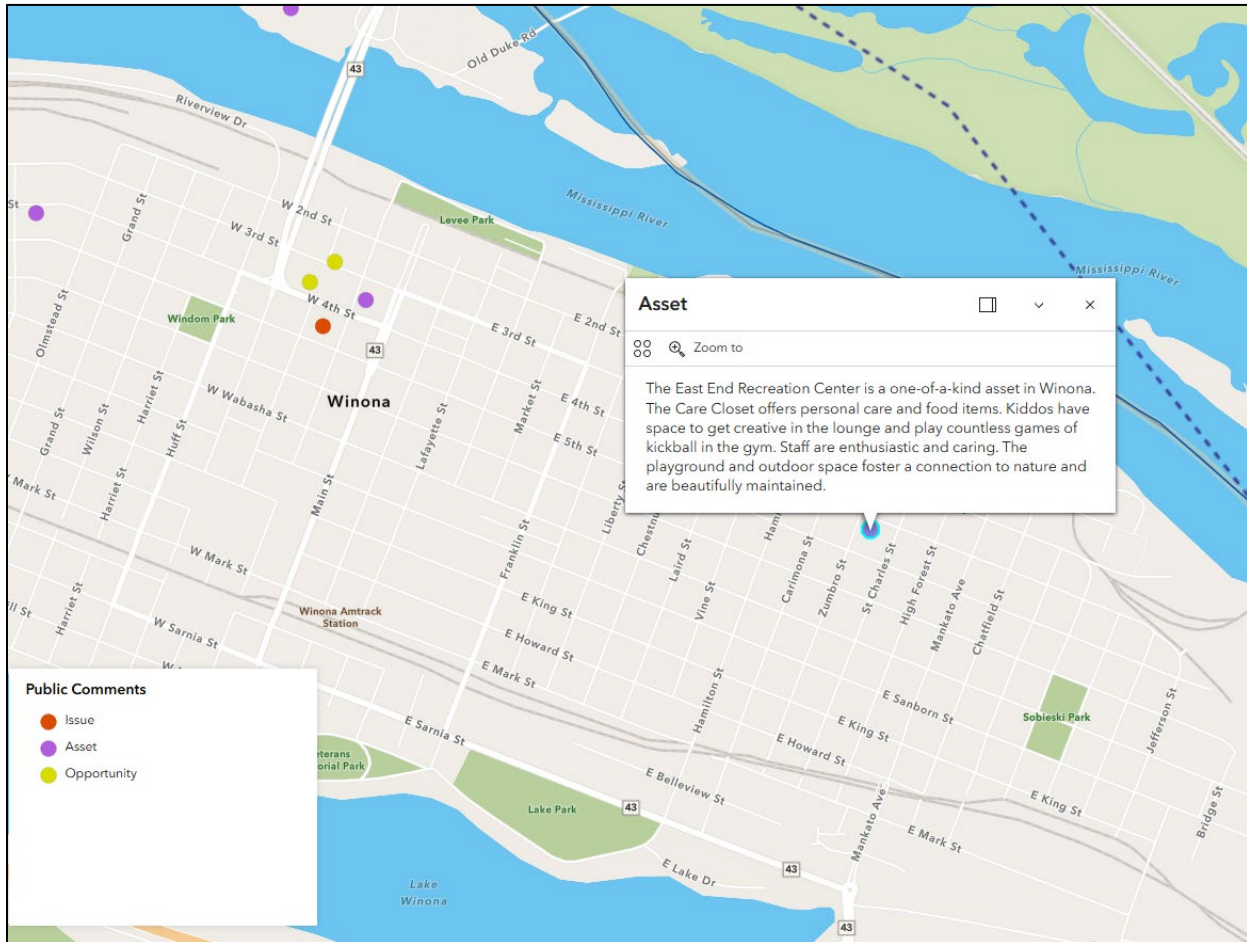 Old Duke Rd
43
Riverview Dr
Mississippi River
Levee Park
W 2nd St
Grand St
St
W 3rd St
Mississippi River
W 4th St
Windom Park
Olmstead St
E 2nd St
E 3rd St
43
Asset
Zoom to
The East End Recreation Center is a one-of-a-kind asset in Winona.
The Care Closet offers personal care and food items. Kiddos have
space to get creative in the lounge and play countless games of
kickball in the gym. Staff are enthusiastic and caring. The
playground and outdoor space foster a connection to nature and
are beautifully maintained.
Winona
W Wabasha St
Market St
E 4th St
E 5th St
Lafayette St
Harriet St
Wilson St
Grand St
Huff St
Main St
Mark St
Harriet St
Liberty St
Chestnu
Laird St
Vine St
Franklin St
Ham
Carimona St
Zumbro St
St Charles St
High Forest St
Mankato Ave
Chatfield St
W Mark St
Winona Amtrack
Station
Harriet St
ill St
W Sarnia St
W
E King St
E Howard St
E Mark St
Hamilton St
E Sanborn St
E King St
E Howard St
Sobieski Park
Jefferson St
Bridge St
E Sarnia St
eterans
orial Park
E Belleview St
Lake Park
43
E King St
E Mark St
Mankato Ave
E Lake Dr
43
43
Lake
Winona
Public Comments
Issue
Asset
Opportunity